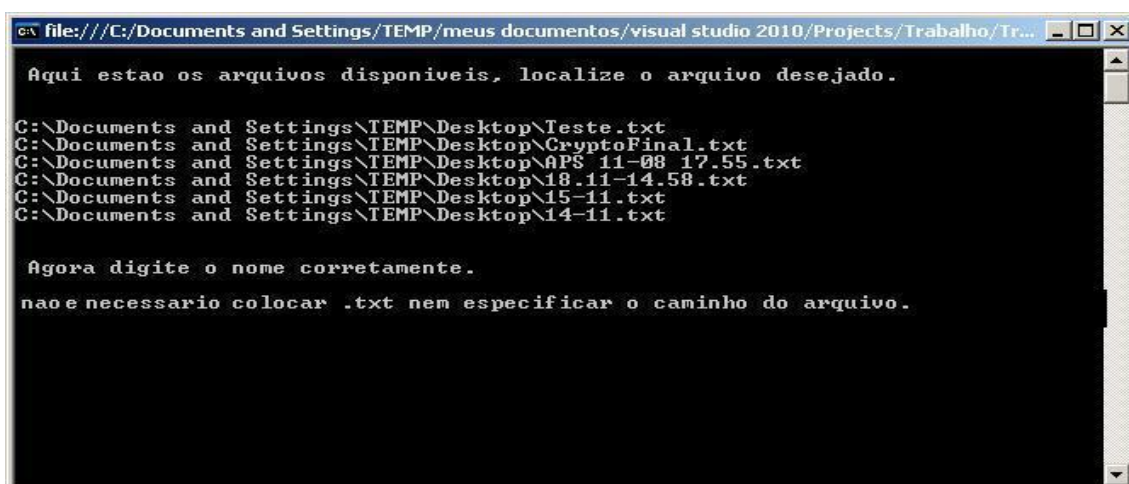 file:///C:/Documents and Settings/TEMP/meus documentos/visual studio 2010/Projects/Trabalho/Tr...
Aqui estao os arquivos disponiveis, localize o arquivo desejado.
C:\Documents and Settings\TEMP\Desktop\Teste.txt
C:\Documents and Settings\TEMP\Desktop\CryptoFinal.txt
C:\Documents and Settings\TEMP\Desktop\APS 11-08 17.55.txt
C:\Documents and Settings\TEMP\Desktop\18.11-14.58.txt
C:\Documents and Settings\TEMP\Desktop\15-11.txt
C:\Documents and Settings\TEMP\Desktop\14-11.txt
Agora digite o nome corretamente.
nao e necessario colocar .txt nem especificar o caminho do arquivo.